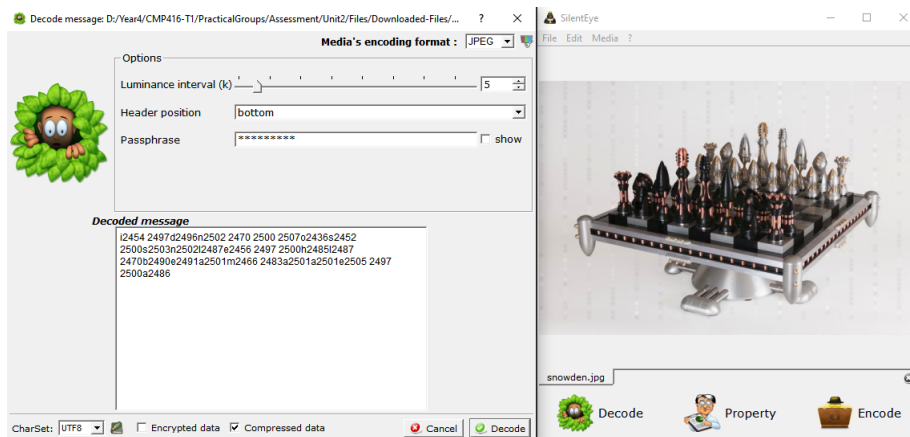 Decode message: D:/Year4/CMP416-T1/PracticalGroups/Assessment/Unit2/Files/Downloaded-Files/...
Media's encoding format : JPEG
Options
Luminance interval (k) 5
Header position bottom
Passphrase ********* show
Decoded message
l2454 2497d2496n2502 2470 2500 2507o2436s2452
2500s2503n2502l2487e2456 2497 2500h2485l2487
2470b2490e2491a2501m2466 2483a2501a2501e2505 2497
2500a2486
CharSet: UTF8 Encrypted data Compressed data Cancel Decode
SilentEye
File Edit Media ?
snowden.jpg
Decode Property Encode